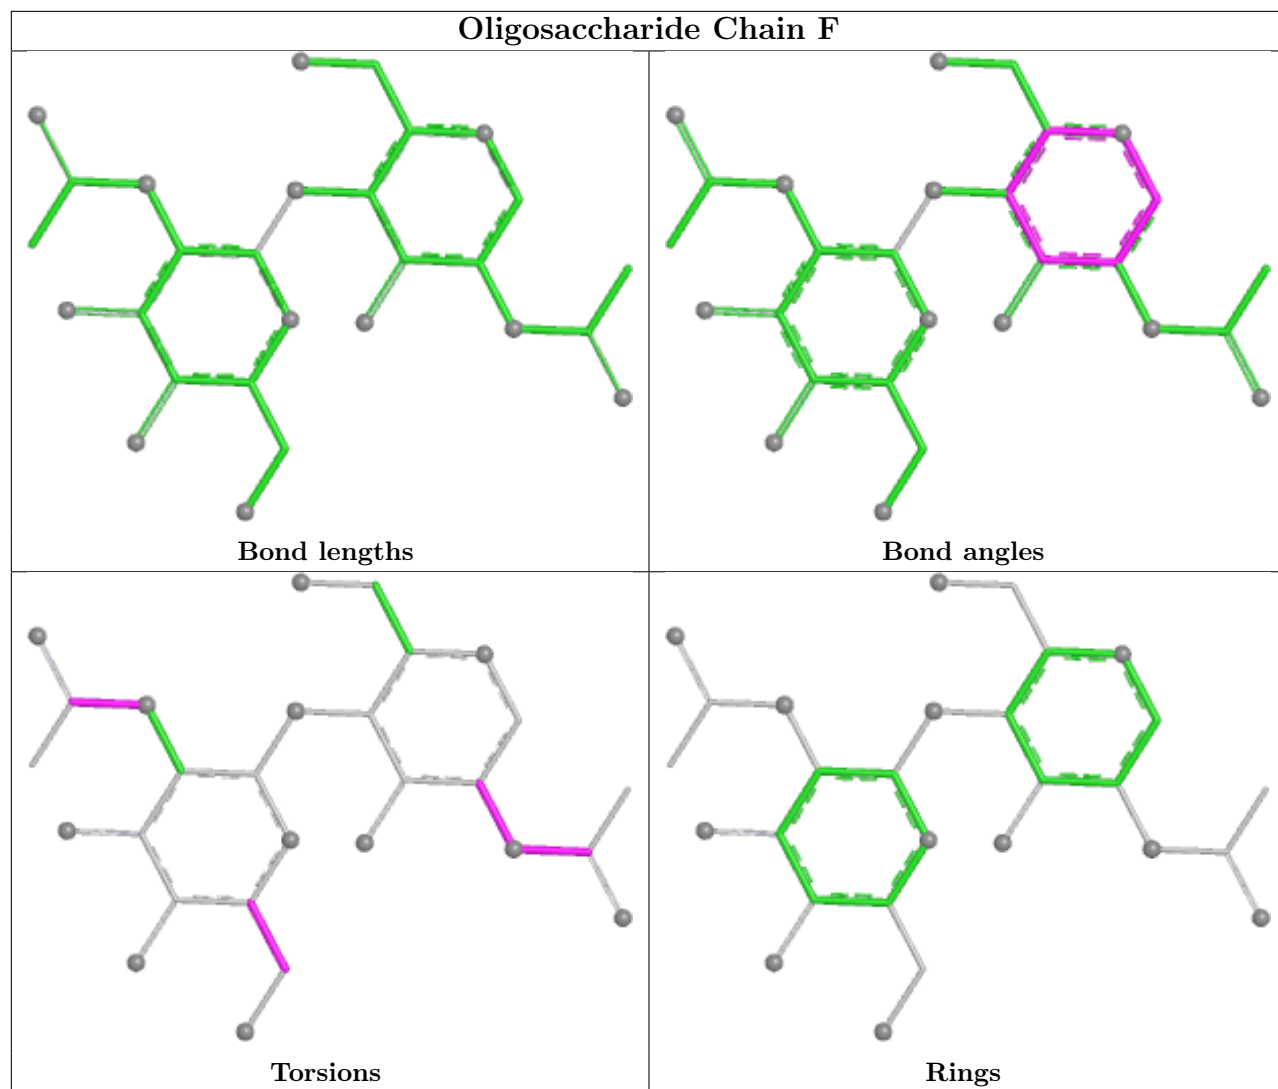 Oligosaccharide Chain F
Bond lengths
Bond angles
Torsions
Rings